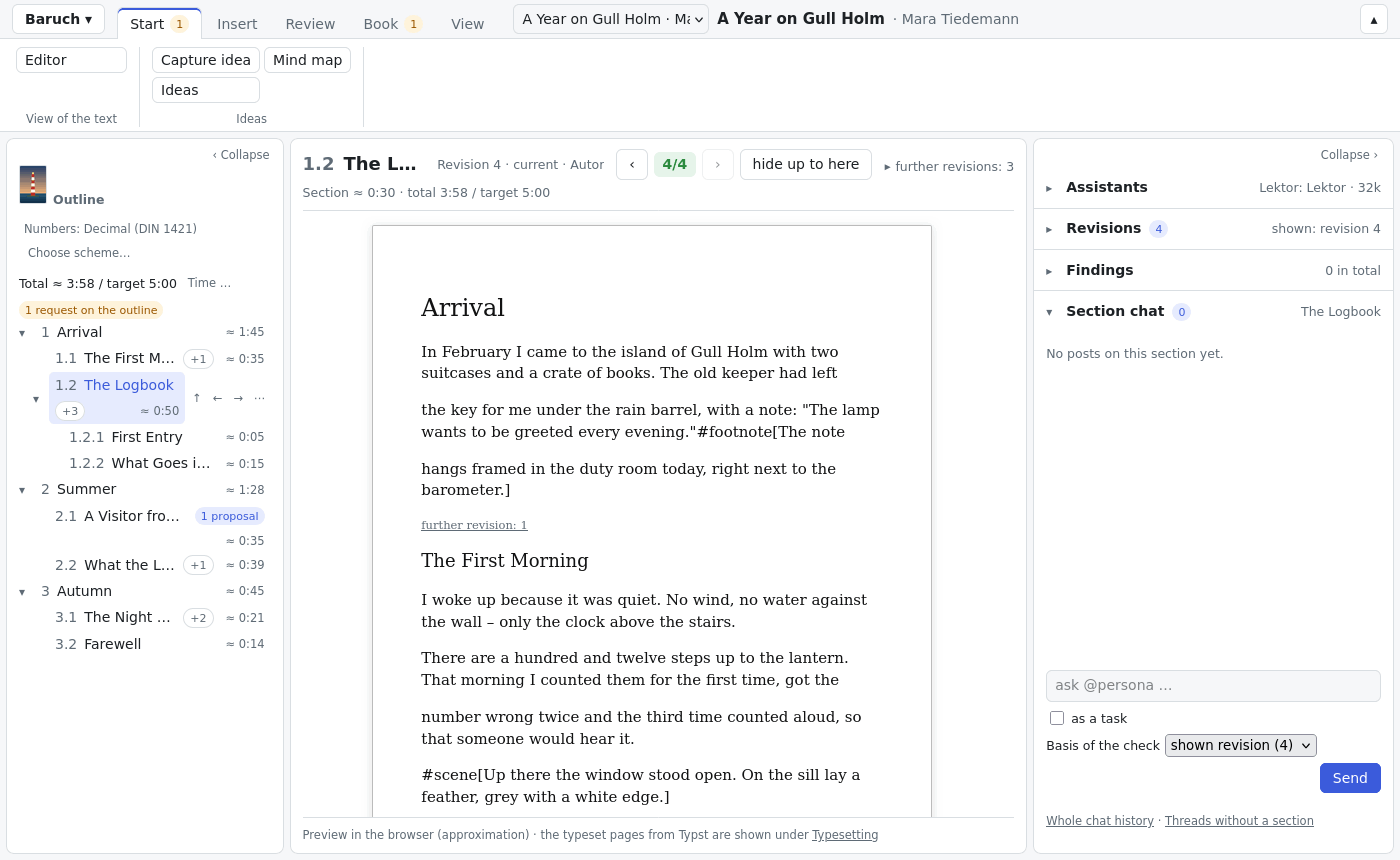 Baruch ▾
Start 1
Insert
Review
Book 1
View
A Year on Gull Holm · Ma
A Year on Gull Holm · Mara Tiedemann
▴
Editor
View of the text
Capture idea
Mind map
Ideas
Ideas
‹ Collapse
Outline
Numbers: Decimal (DIN 1421)
Choose scheme…
Total ≈ 3:58 / target 5:00 Time …
1 request on the outline
▾ 1 Arrival ≈ 1:45
1.1 The First M… +1 ≈ 0:35
▾ 1.2 The Logbook
+3 ≈ 0:50 ↑ ← → ···
1.2.1 First Entry ≈ 0:05
1.2.2 What Goes i… ≈ 0:15
▾ 2 Summer ≈ 1:28
2.1 A Visitor fro… 1 proposal
≈ 0:35
2.2 What the L… +1 ≈ 0:39
▾ 3 Autumn ≈ 0:45
3.1 The Night … +2 ≈ 0:21
3.2 Farewell ≈ 0:14
1.2 The L… Revision 4 · current · Autor ‹ 4/4 › hide up to here ▸ further revisions: 3
Section ≈ 0:30 · total 3:58 / target 5:00
Arrival
In February I came to the island of Gull Holm with two
suitcases and a crate of books. The old keeper had left
the key for me under the rain barrel, with a note: "The lamp
wants to be greeted every evening."#footnote[The note
hangs framed in the duty room today, right next to the
barometer.]
further revision: 1
The First Morning
I woke up because it was quiet. No wind, no water against
the wall – only the clock above the stairs.
There are a hundred and twelve steps up to the lantern.
That morning I counted them for the first time, got the
number wrong twice and the third time counted aloud, so
that someone would hear it.
#scene[Up there the window stood open. On the sill lay a
feather, grey with a white edge.]
Preview in the browser (approximation) · the typeset pages from Typst are shown under Typesetting
Collapse ›
▸ Assistants Lektor: Lektor · 32k
▸ Revisions 4 shown: revision 4
▸ Findings 0 in total
▾ Section chat 0 The Logbook
No posts on this section yet.
ask @persona …
as a task
Basis of the check shown revision (4)
Send
Whole chat history · Threads without a section